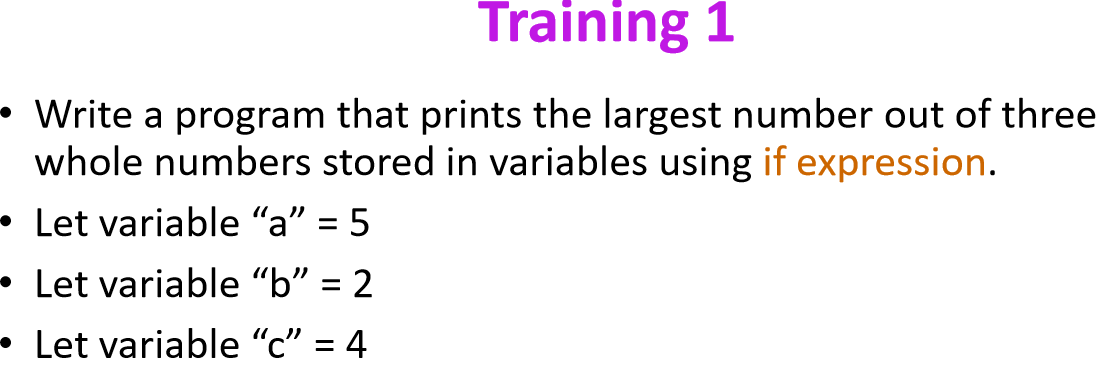 Training 1
• Write a program that prints the largest number out of three
whole numbers stored in variables using if expression.
• Let variable “a” = 5
• Let variable “b” = 2
• Let variable “c” = 4